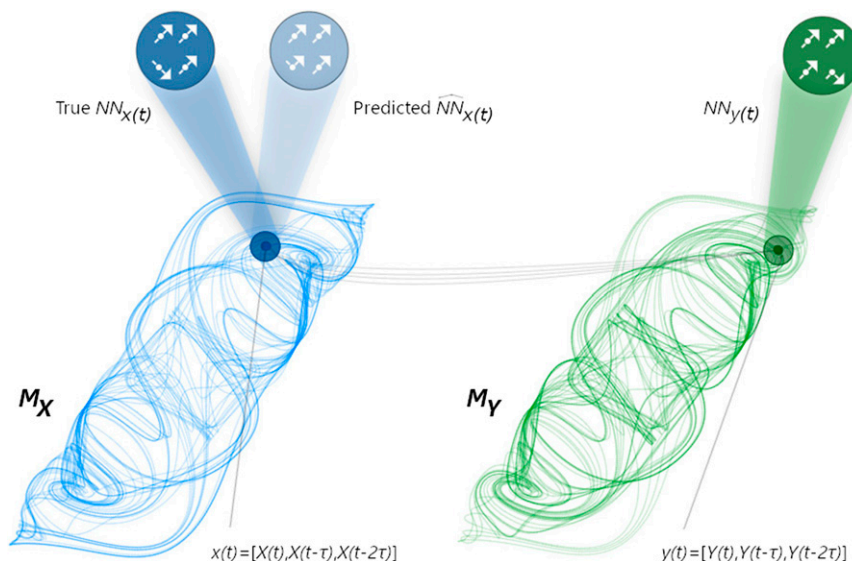 True NNx(t)
Predicted N̂Nx(t)
NNy(t)
MX
MY
x(t)=[X(t),X(t-τ),X(t-2τ)]
y(t)=[Y(t),Y(t-τ),Y(t-2τ)]